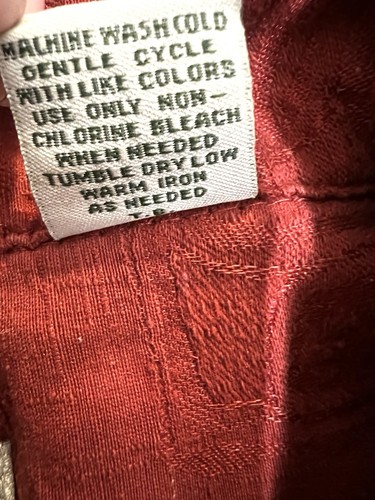 MACHINE WASH COLD
GENTLE CYCLE
WITH LIKE COLORS
USE ONLY NON-
CHLORINE BLEACH
WHEN NEEDED
TUMBLE DRY LOW
WARM IRON
AS NEEDED